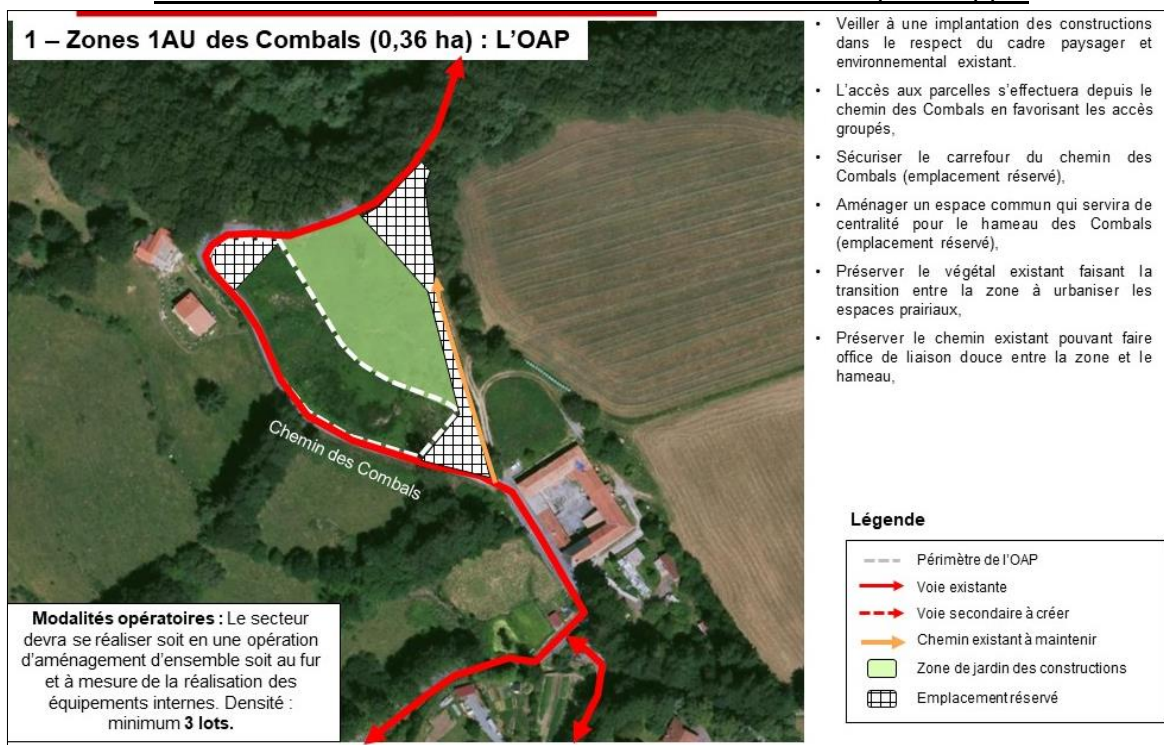 1 – Zones 1AU des Combals (0,36 ha) : L'OAP
• Veiller à une implantation des constructions
dans le respect du cadre paysager et
environnemental existant.
• L'accès aux parcelles s'effectuera depuis le
chemin des Combals en favorisant les accès
groupés,
• Sécuriser le carrefour du chemin des
Combals (emplacement réservé),
• Aménager un espace commun qui servira de
centralité pour le hameau des Combals
(emplacement réservé),
• Préserver le végétal existant faisant la
transition entre la zone à urbaniser les
espaces prairiaux,
• Préserver le chemin existant pouvant faire
office de liaison douce entre la zone et le
hameau,
Chemin des Combals
Légende
Périmètre de l'OAP
Voie existante
Voie secondaire à créer
Chemin existant à maintenir
Zone de jardin des constructions
Emplacement réservé
Modalités opératoires : Le secteur
devra se réaliser soit en une opération
d'aménagement d'ensemble soit au fur
et à mesure de la réalisation des
équipements internes. Densité :
minimum 3 lots.